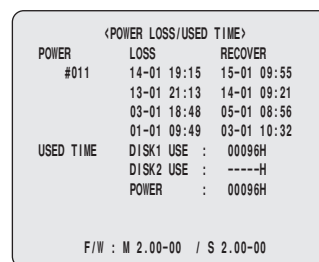 <POWER LOSS/USED TIME>
POWER LOSS RECOVER
#011 14-01 19:15 15-01 09:55
13-01 21:13 14-01 09:21
03-01 18:48 05-01 08:56
01-01 09:49 03-01 10:32
USED TIME DISK1 USE : 00096H
DISK2 USE : -----H
POWER : 00096H
F/W : M 2.00-00 / S 2.00-00